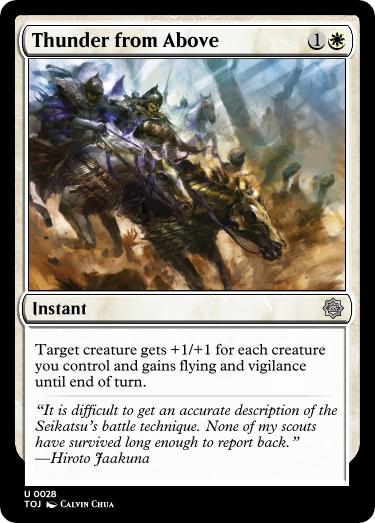 Thunder from Above 1
Instant
Target creature gets +1/+1 for each creature
you control and gains flying and vigilance
until end of turn.
“It is difficult to get an accurate description of the
Seikatsu’s battle technique. None of my scouts
have survived long enough to report back.”
—Hiroto Jaakuna
U 0028
TOJ Calvin Chua